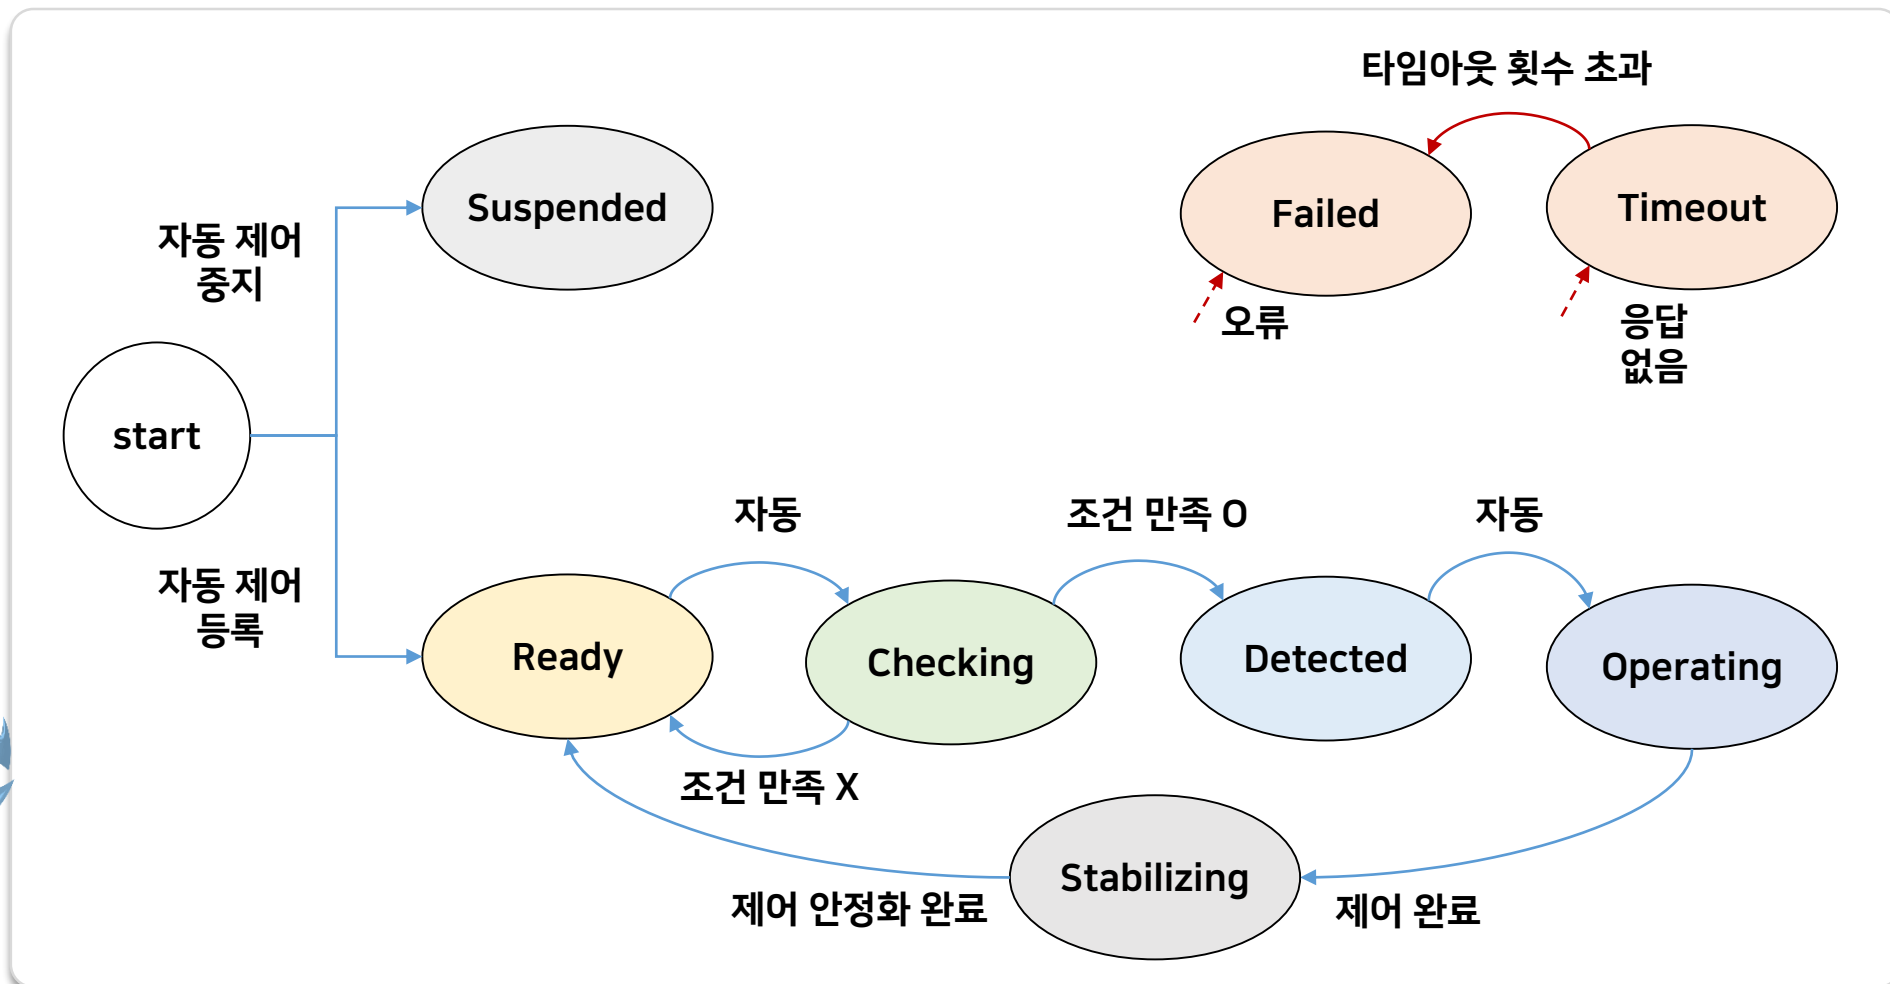 타임아웃 횟수 초과
Suspended
Failed
Timeout
자동 제어
중지
오류
응답
없음
start
자동
조건 만족 O
자동
자동 제어
등록
Ready
Checking
Detected
Operating
조건 만족 X
Stabilizing
제어 안정화 완료
제어 완료